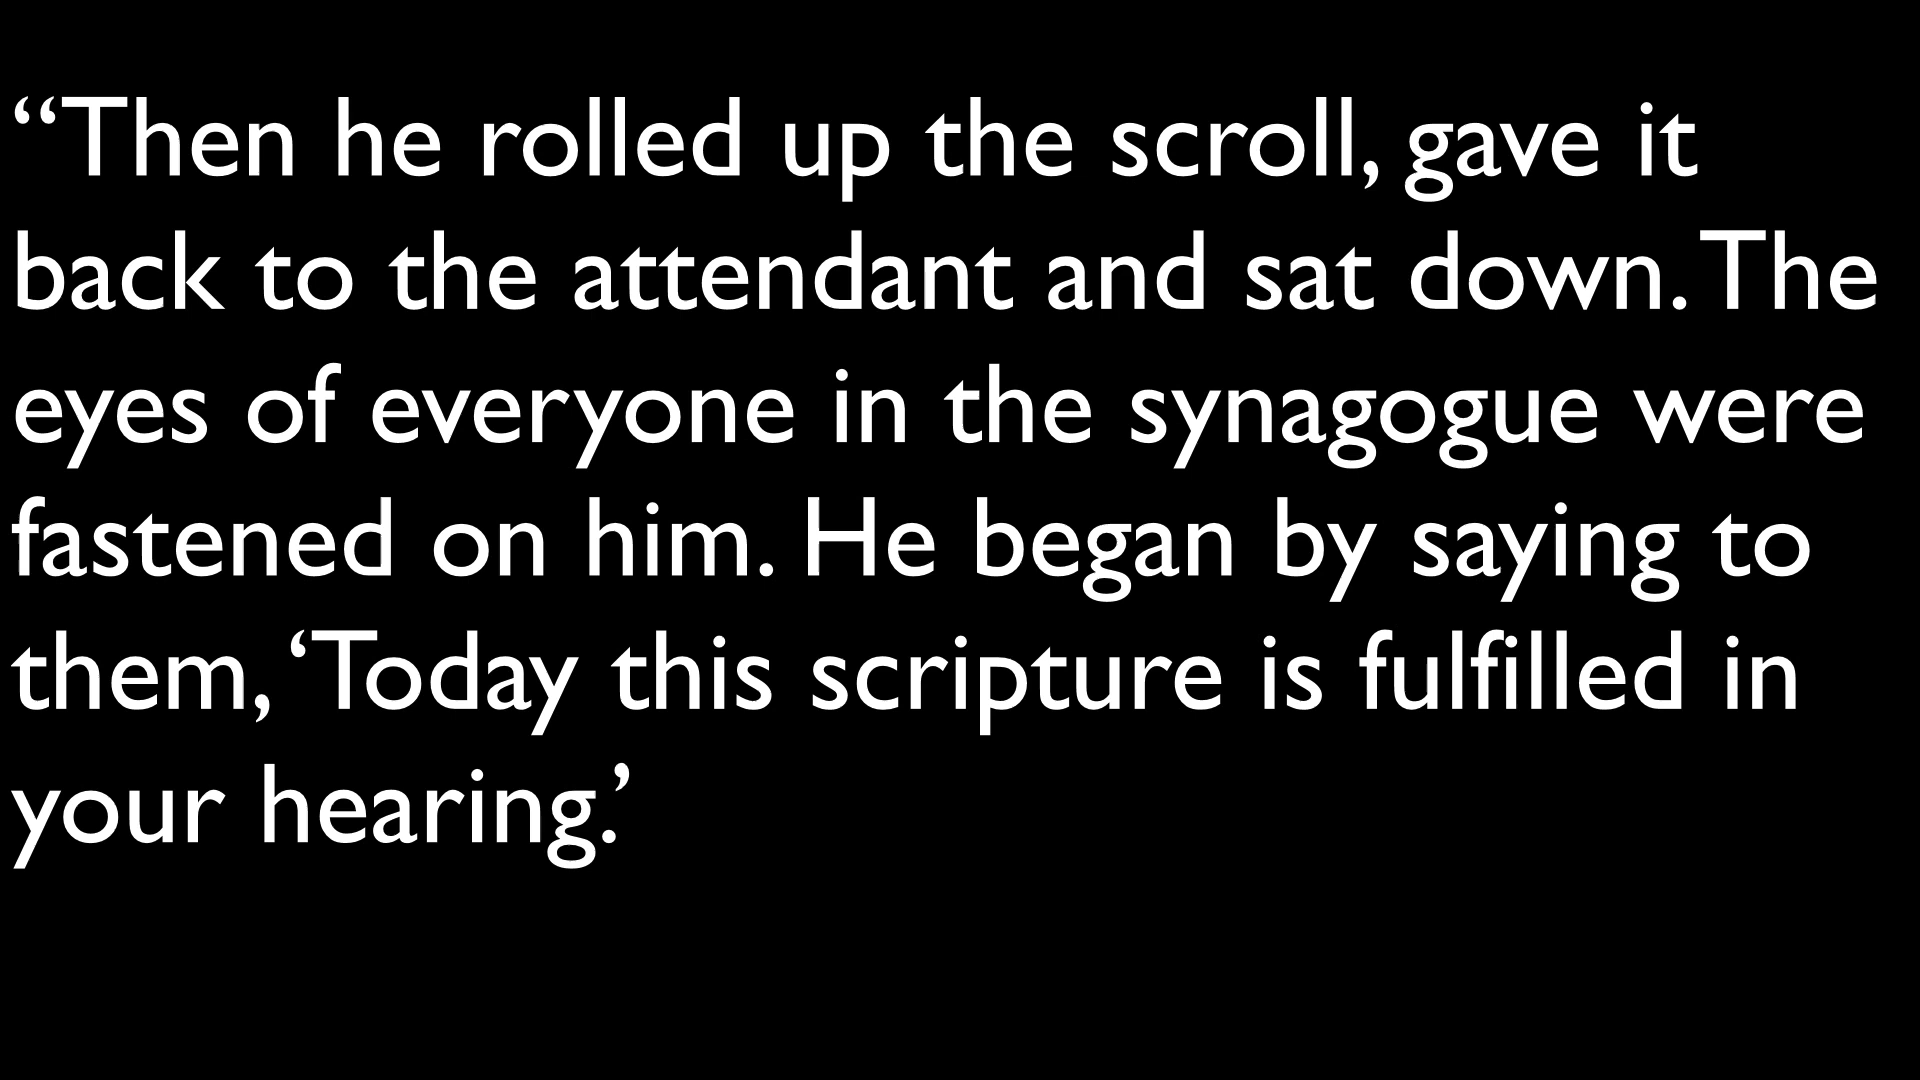 “Then he rolled up the scroll, gave it
back to the attendant and sat down. The
eyes of everyone in the synagogue were
fastened on him. He began by saying to
them, ‘Today this scripture is fulfilled in
your hearing.’